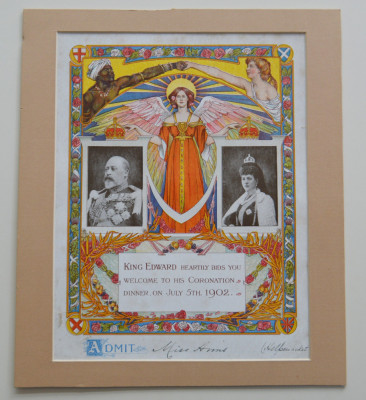 KING EDWARD HEARTILY BIDS YOU
WELCOME TO HIS CORONATION
DINNER ON JULY 5TH, 1902.
ADMIT Miss